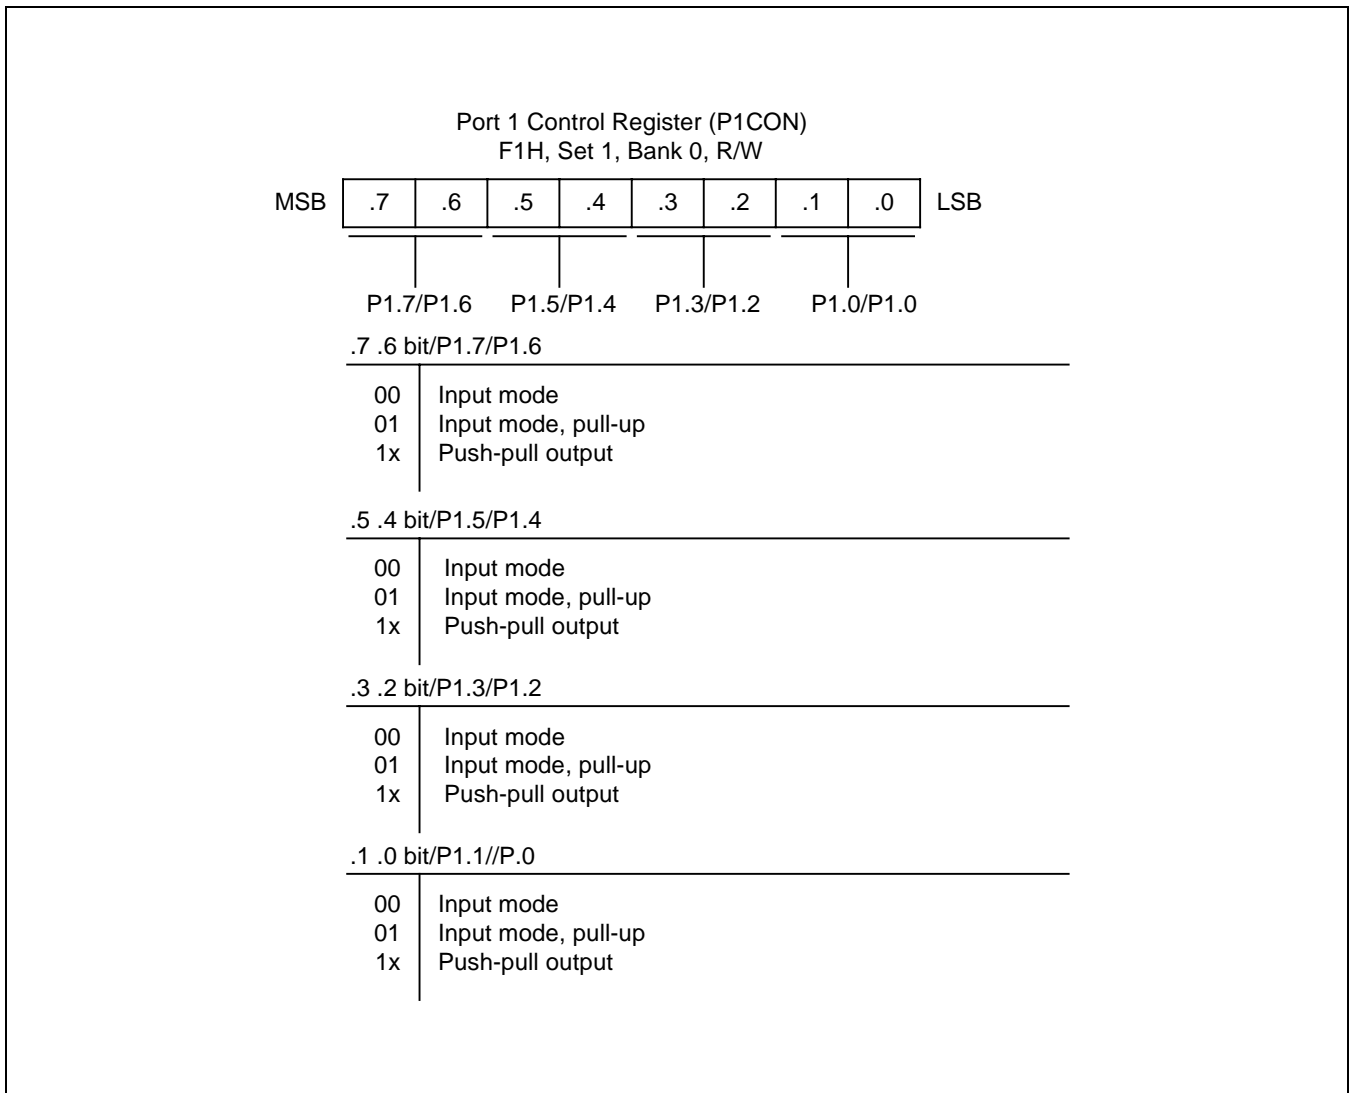 Port 1 Control Register (P1CON)
F1H, Set 1, Bank 0, R/W
MSB .7 .6 .5 .4 .3 .2 .1 .0 LSB
P1.7/P1.6 P1.5/P1.4 P1.3/P1.2 P1.0/P1.0
.7 .6 bit/P1.7/P1.6
00 Input mode
01 Input mode, pull-up
1x Push-pull output
.5 .4 bit/P1.5/P1.4
00 Input mode
01 Input mode, pull-up
1x Push-pull output
.3 .2 bit/P1.3/P1.2
00 Input mode
01 Input mode, pull-up
1x Push-pull output
.1 .0 bit/P1.1//P.0
00 Input mode
01 Input mode, pull-up
1x Push-pull output